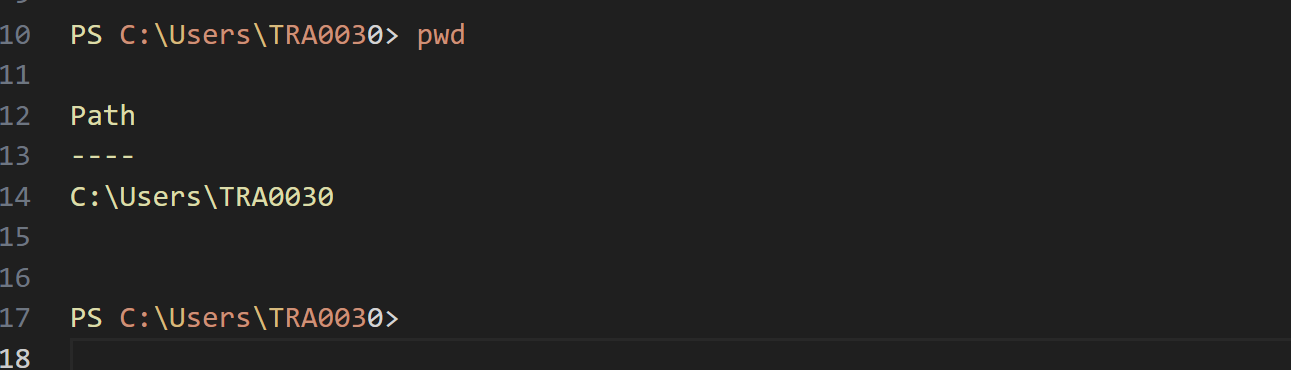 10 PS C:\Users\TRA0030> pwd
11
12 Path
13 ----
14 C:\Users\TRA0030
15
16
17 PS C:\Users\TRA0030>
18